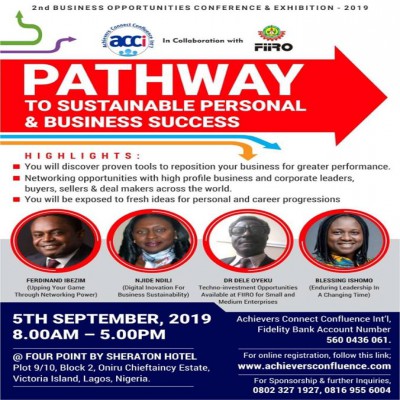 2nd BUSINESS OPPORTUNITIES CONFERENCE & EXHIBITION - 2019
Achievers Connect Confluence Int'l
acci
In Collaboration with
FIIRO
PATHWAY
TO SUSTAINABLE PERSONAL
& BUSINESS SUCCESS
HIGHLIGHTS:
You will discover proven tools to reposition your business for greater performance.
Networking opportunities with high profile business and corporate leaders,
buyers, sellers & deal makers across the world.
You will be exposed to fresh ideas for personal and career progressions
FERDINAND IBEZIM
(Upping Your Game
Through Networking Power)
NJIDE NDILI
(Digital Inovation For
Business Sustainability)
DR DELE OYEKU
(Techno-investment Opportunities
Available at FIIRO for Small and
Medium Enterprises
BLESSING ISHOMO
(Enduring Leadership In
A Changing Time)
5TH SEPTEMBER, 2019
8.00AM – 5.00PM
@ FOUR POINT BY SHERATON HOTEL
Plot 9/10, Block 2, Oniru Chieftaincy Estate,
Victoria Island, Lagos, Nigeria.
Achievers Connect Confluence Int'l,
Fidelity Bank Account Number
560 0436 061.
For online registration, follow this link;
www.achieversconfluence.com
For Sponsorship & further Inquiries,
0802 327 1927, 0816 955 6004